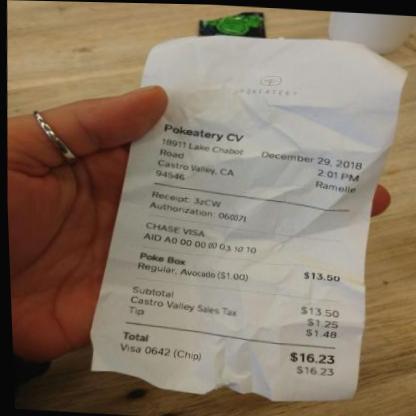 POKEATERY
Pokeatery CV
18911 Lake Chabot
Road
Castro Valley, CA
94546
December 29, 2018
2:01 PM
Ramelle
Receipt: 3zCW
Authorization: 06007L
CHASE VISA
AID A0 00 00 00 03 10 10
Poke Box $13.50
Regular, Avocado ($1.00)
Subtotal $13.50
Castro Valley Sales Tax $1.25
Tip $1.48
Total $16.23
Visa 0642 (Chip) $16.23